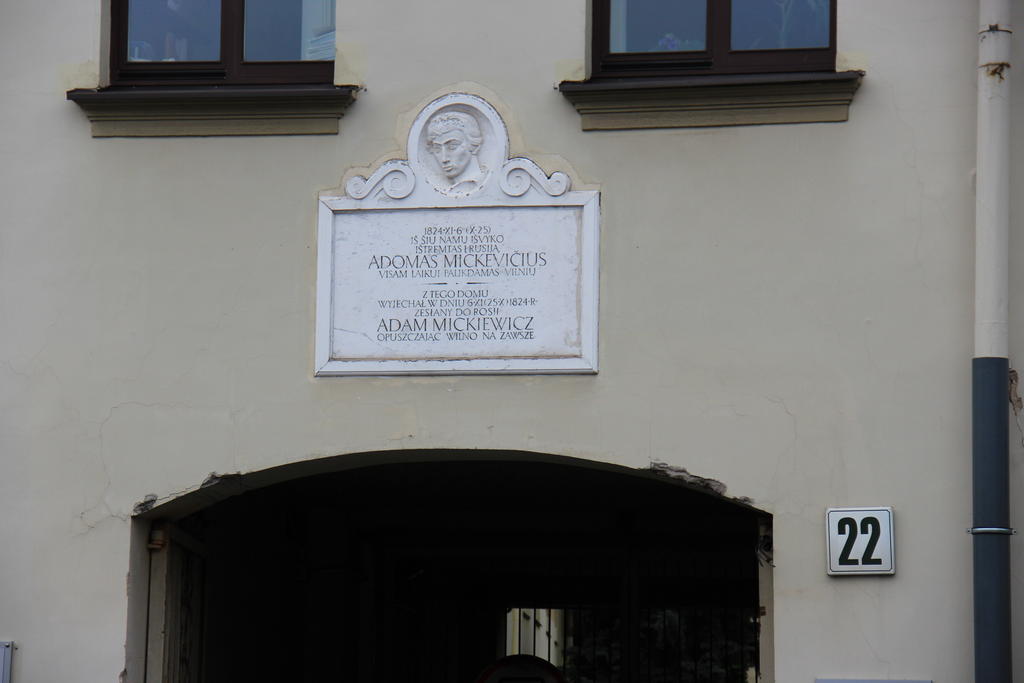 1824·XI·6 (X·25)
IŠ ŠIŲ NAMŲ IŠVYKO
IŠTREMTAS Į RUSIJĄ
ADOMAS MICKEVIČIUS
VISAM LAIKUI PALIKDAMAS VILNIŲ
Z TEGO DOMU
WYJECHAŁ W DNIU 6·XI(25·X)1824·R·
ZESŁANY DO ROSJI
ADAM MICKIEWICZ
OPUSZCZAJĄC WILNO NA ZAWSZE
22